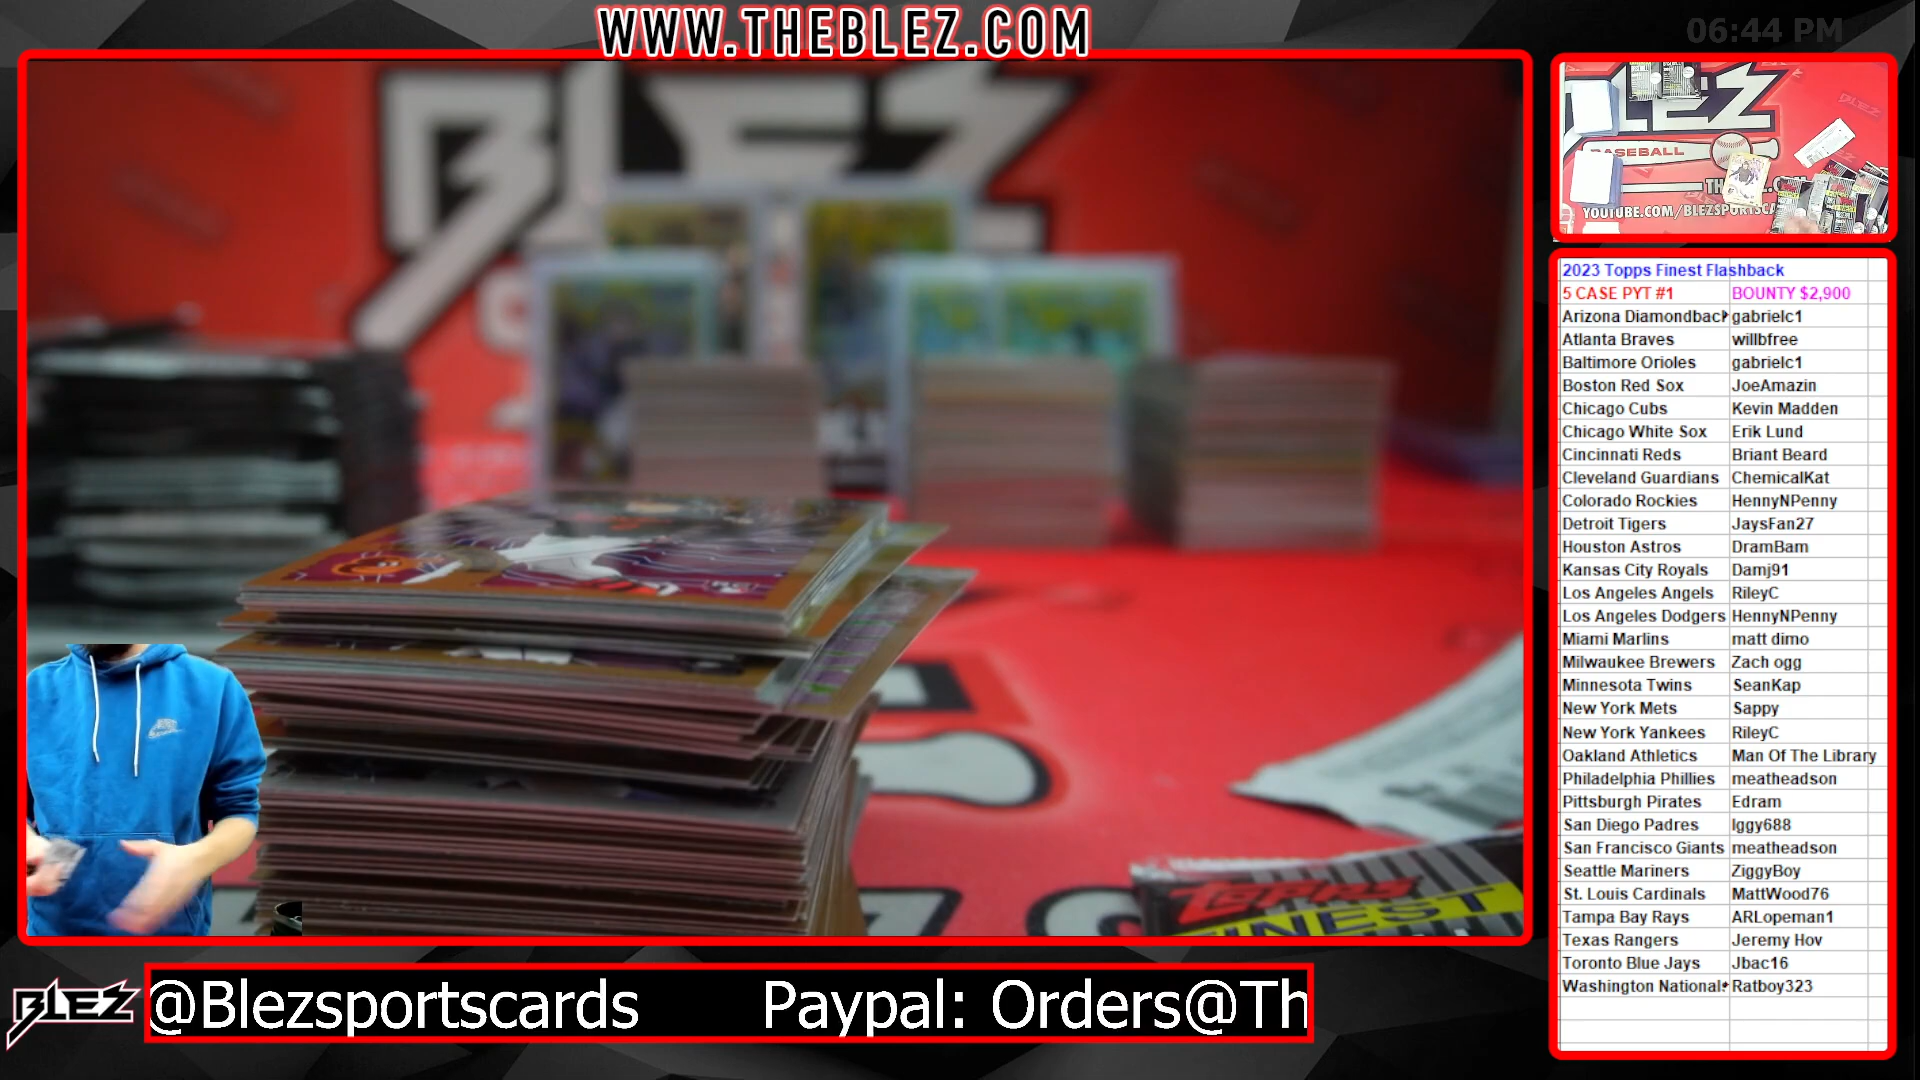 WWW.THEBLEZ.COM
06:44 PM
BLEZ
BLEZ
BASEBALL
YOUTUBE.COM/BLEZSPORTSCA
2023 Topps Finest Flashback
5 CASE PYT #1 BOUNTY $2,900
Arizona Diamondback gabrielc1
Atlanta Braves willbfree
Baltimore Orioles gabrielc1
Boston Red Sox JoeAmazin
Chicago Cubs Kevin Madden
Chicago White Sox Erik Lund
Cincinnati Reds Briant Beard
Cleveland Guardians ChemicalKat
Colorado Rockies HennyNPenny
Detroit Tigers JaysFan27
Houston Astros DramBam
Kansas City Royals Damj91
Los Angeles Angels RileyC
Los Angeles Dodgers HennyNPenny
Miami Marlins matt dimo
Milwaukee Brewers Zach ogg
Minnesota Twins SeanKap
New York Mets Sappy
New York Yankees RileyC
Oakland Athletics Man Of The Library
Philadelphia Phillies meatheadson
Pittsburgh Pirates Edram
San Diego Padres Iggy688
San Francisco Giants meatheadson
Seattle Mariners ZiggyBoy
St. Louis Cardinals MattWood76
Tampa Bay Rays ARLopeman1
Texas Rangers Jeremy Hov
Toronto Blue Jays Jbac16
Washington Nationals Ratboy323
topps
FINEST
BLEZ
@Blezsportscards Paypal: Orders@Th